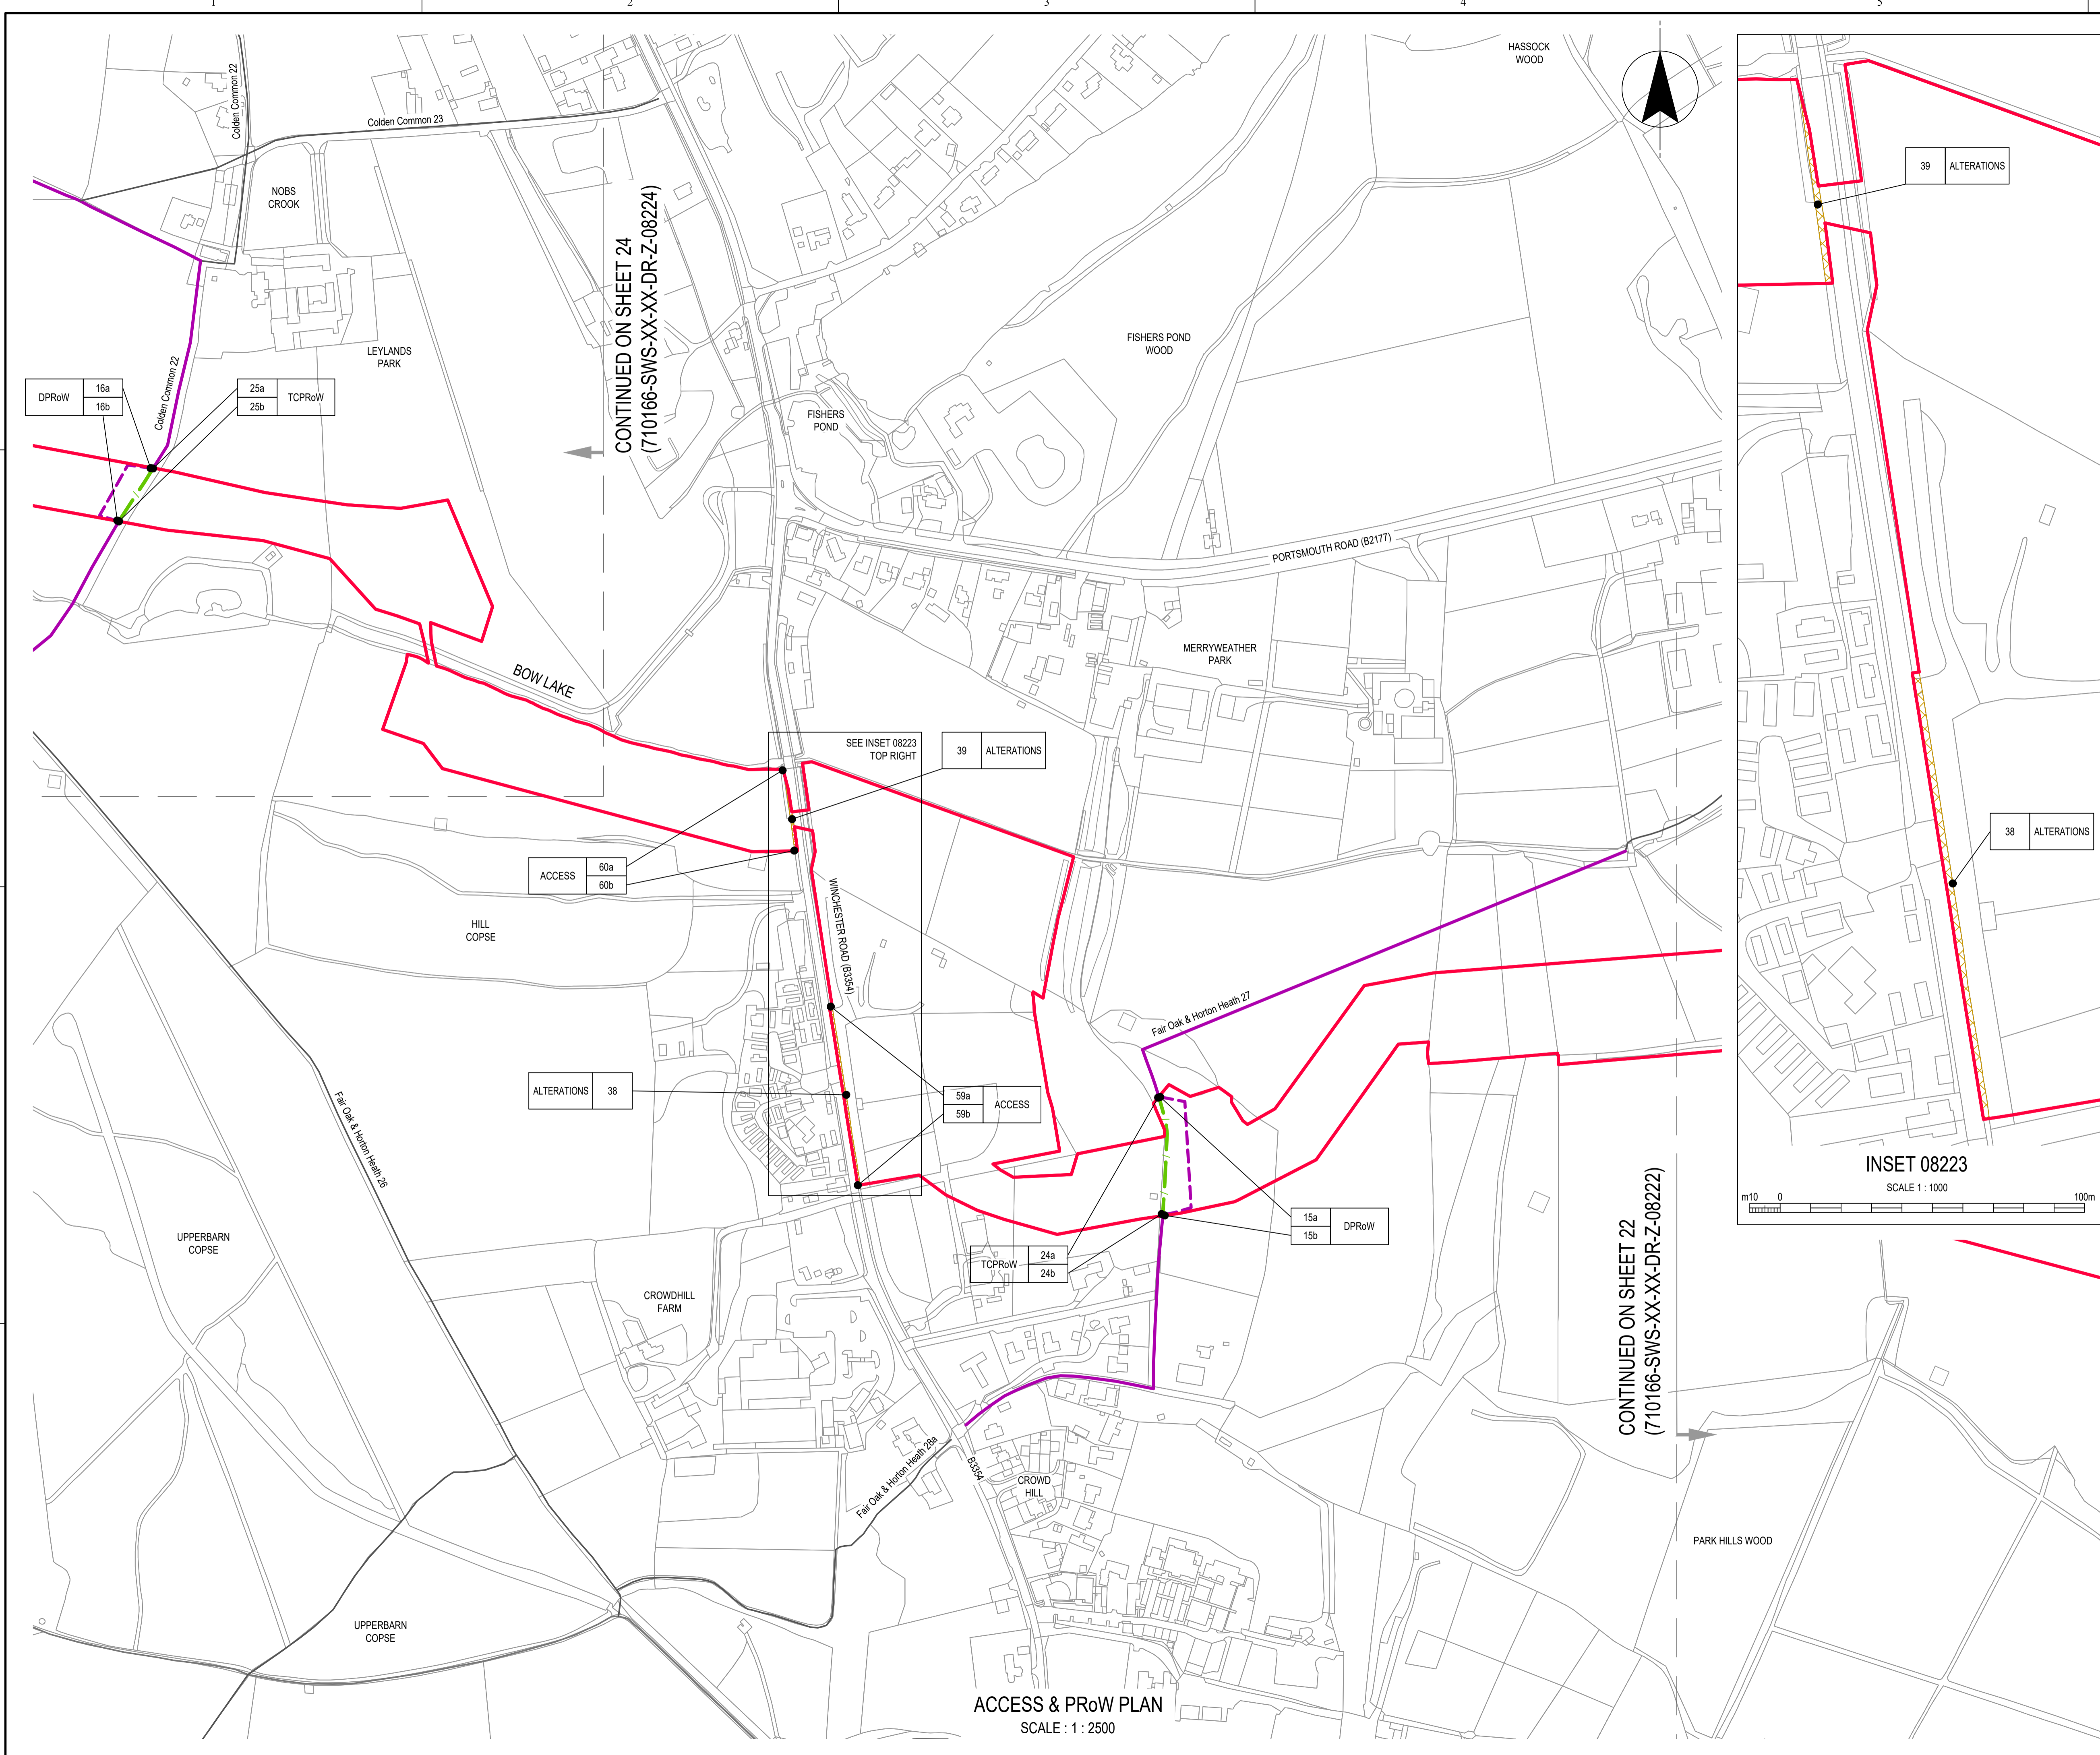 1
2
3
4
5
HASSOCK
WOOD
Colden Common 22
Colden Common 23
NOBS
CROOK
39
ALTERATIONS
CONTINUED ON SHEET 24
(710166-SWS-XX-XX-DR-Z-08224)
FISHERS POND
WOOD
LEYLANDS
PARK
Colden Common 22
DPRoW
16a
16b
25a
25b
TCPRoW
FISHERS
POND
PORTSMOUTH ROAD (B2177)
BOW LAKE
MERRYWEATHER
PARK
SEE INSET 08223
TOP RIGHT
39
ALTERATIONS
38
ALTERATIONS
ACCESS
60a
60b
WINCHESTER ROAD (B3354)
HILL
COPSE
Fair Oak & Horton Heath 27
ALTERATIONS
38
59a
59b
ACCESS
Fair Oak & Horton Heath 26
INSET 08223
SCALE 1 : 1000
m10
0
100m
15a
15b
DPRoW
UPPERBARN
COPSE
TCPRoW
24a
24b
CONTINUED ON SHEET 22
(710166-SWS-XX-XX-DR-Z-08222)
CROWDHILL
FARM
Fair Oak & Horton Heath 28a
B3354
CROWD
HILL
PARK HILLS WOOD
UPPERBARN
COPSE
ACCESS & PRoW PLAN
SCALE : 1 : 2500